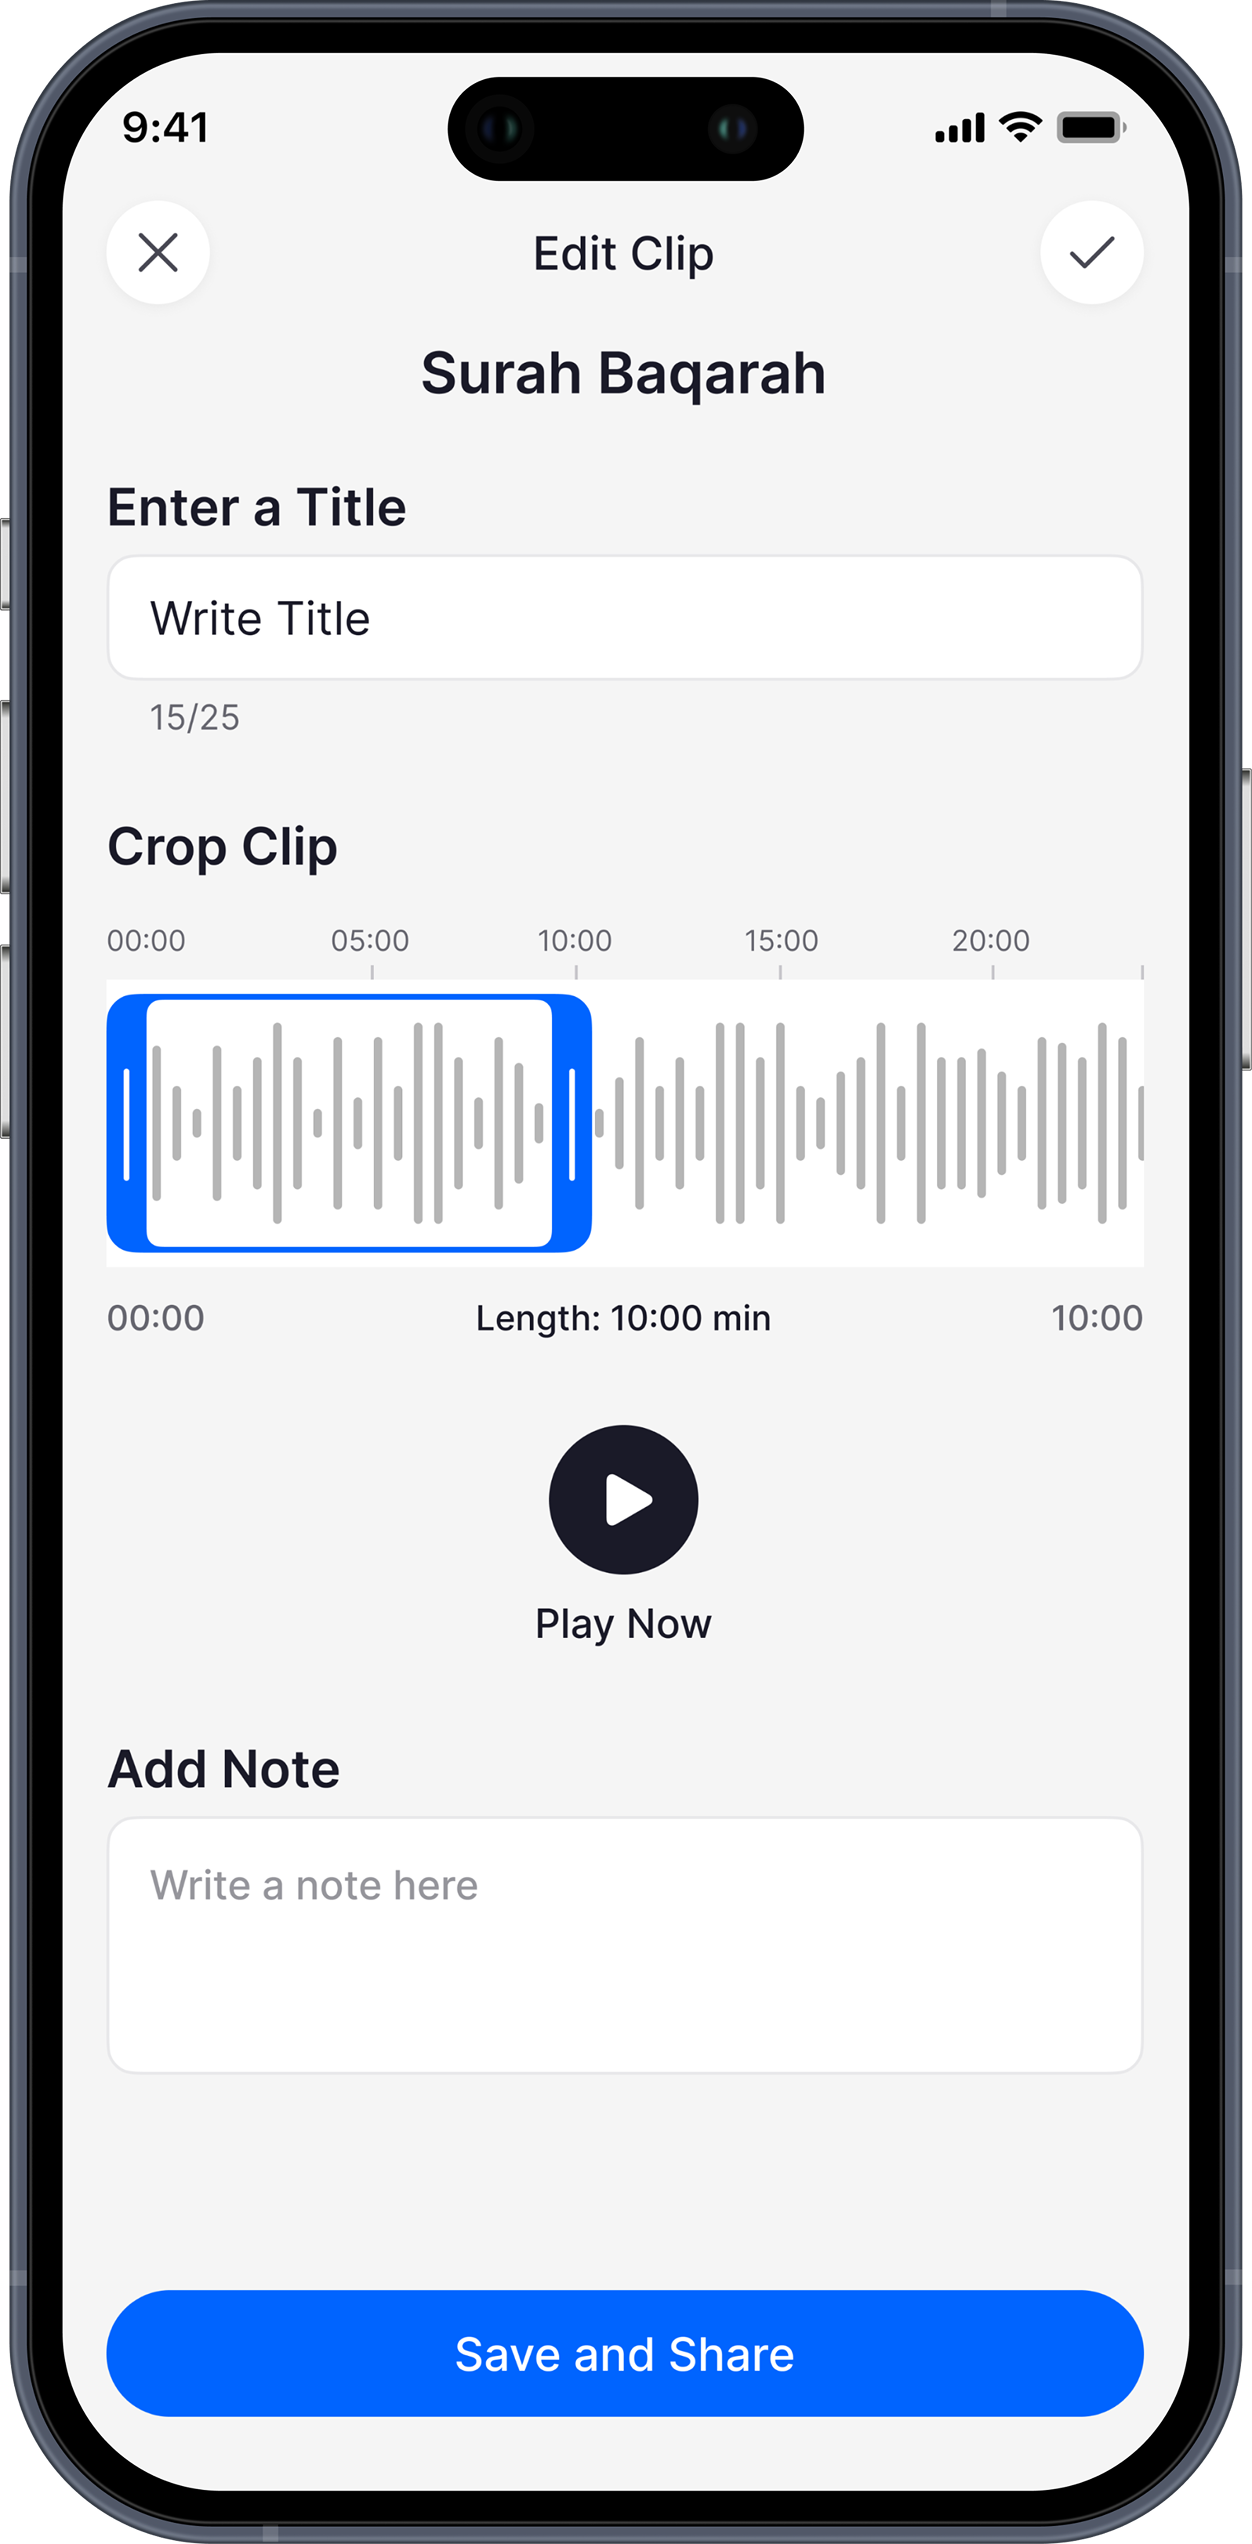 9:41
Edit Clip
Surah Baqarah
Enter a Title
Write Title
15/25
Crop Clip
00:00 05:00 10:00 15:00 20:00
00:00 Length: 10:00 min 10:00
Play Now
Add Note
Write a note here
Save and Share